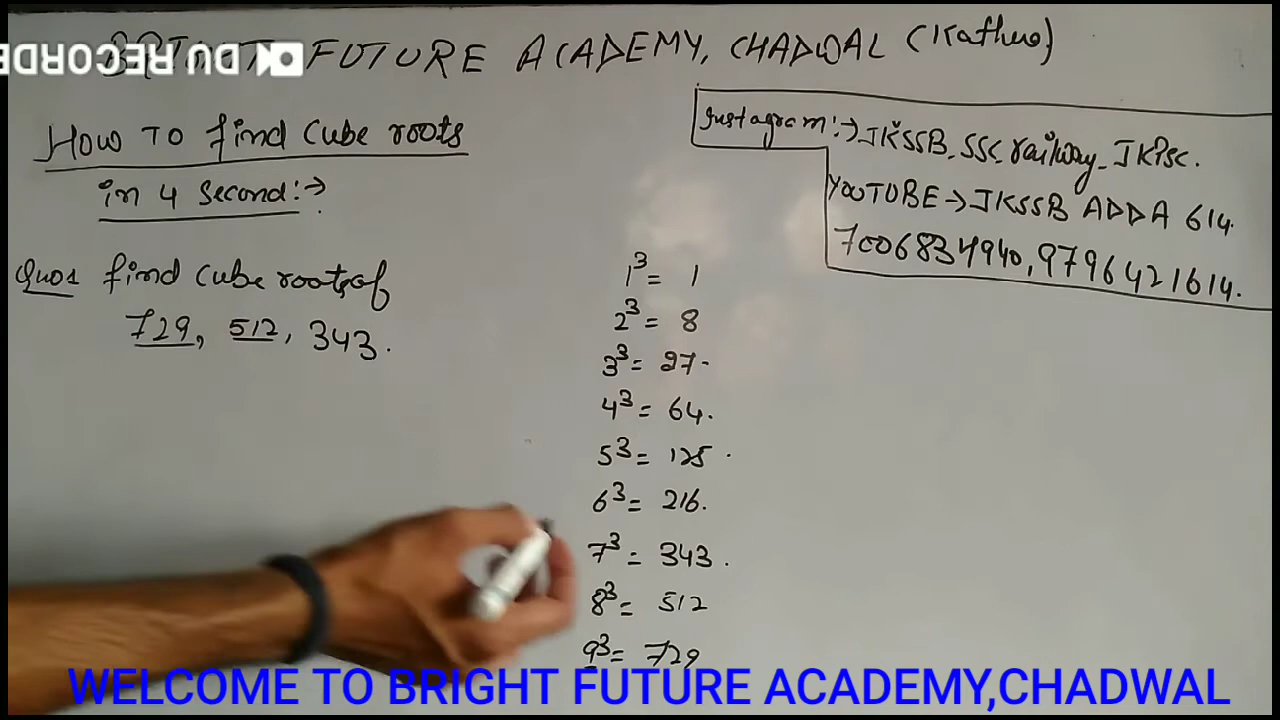 DU RECORDE
FUTURE ACADEMY, CHADWAL (Kathua)
How To find Cube roots
in 4 Second:→
Instagram:→JKSSB_SSC_railway_JKPSC.
YOUTUBE→JKSSB ADDA 614.
7006834940,9796421614.
Ques find cube roots of
729, 512, 343.
1³= 1
2³= 8
3³= 27.
4³= 64.
5³= 125.
6³= 216.
7³= 343.
8³= 512
9³= 729
WELCOME TO BRIGHT FUTURE ACADEMY,CHADWAL